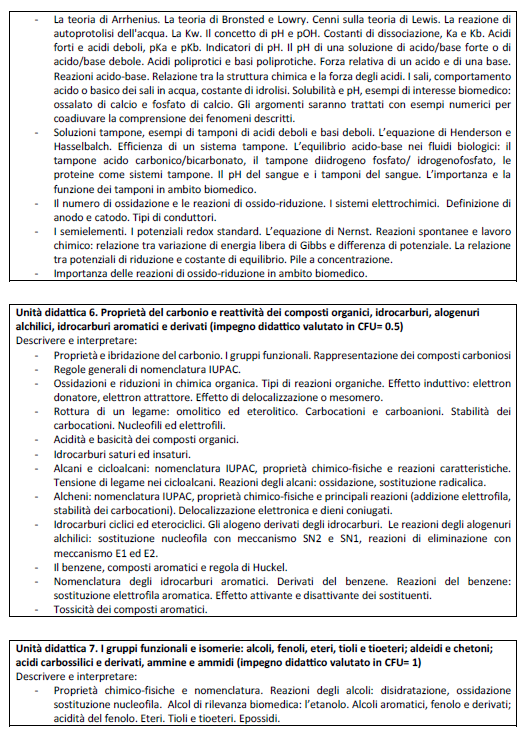 - La teoria di Arrhenius. La teoria di Bronsted e Lowry. Cenni sulla teoria di Lewis. La reazione di
autoprotolisi dell'acqua. La Kw. Il concetto di pH e pOH. Costanti di dissociazione, Ka e Kb. Acidi
forti e acidi deboli, pKa e pKb. Indicatori di pH. Il pH di una soluzione di acido/base forte o di
acido/base debole. Acidi poliprotici e basi poliprotiche. Forza relativa di un acido e di una base.
Reazioni acido-base. Relazione tra la struttura chimica e la forza degli acidi. I sali, comportamento
acido o basico dei sali in acqua, costante di idrolisi. Solubilità e pH, esempi di interesse biomedico:
ossalato di calcio e fosfato di calcio. Gli argomenti saranno trattati con esempi numerici per
coadiuvare la comprensione dei fenomeni descritti.
- Soluzioni tampone, esempi di tamponi di acidi deboli e basi deboli. L'equazione di Henderson e
Hasselbalch. Efficienza di un sistema tampone. L'equilibrio acido-base nei fluidi biologici: il
tampone acido carbonico/bicarbonato, il tampone diidrogeno fosfato/ idrogenofosfato, le
proteine come sistemi tampone. Il pH del sangue e i tamponi del sangue. L'importanza e la
funzione dei tamponi in ambito biomedico.
- Il numero di ossidazione e le reazioni di ossido-riduzione. I sistemi elettrochimici. Definizione di
anodo e catodo. Tipi di conduttori.
- I semielementi. I potenziali redox standard. L'equazione di Nernst. Reazioni spontanee e lavoro
chimico: relazione tra variazione di energia libera di Gibbs e differenza di potenziale. La relazione
tra potenziali di riduzione e costante di equilibrio. Pile a concentrazione.
- Importanza delle reazioni di ossido-riduzione in ambito biomedico.
Unità didattica 6. Proprietà del carbonio e reattività dei composti organici, idrocarburi, alogenuri
alchilici, idrocarburi aromatici e derivati (impegno didattico valutato in CFU= 0.5)
Descrivere e interpretare:
- Proprietà e ibridazione del carbonio. I gruppi funzionali. Rappresentazione dei composti carboniosi
- Regole generali di nomenclatura IUPAC.
- Ossidazioni e riduzioni in chimica organica. Tipi di reazioni organiche. Effetto induttivo: elettron
donatore, elettron attrattore. Effetto di delocalizzazione o mesomero.
- Rottura di un legame: omolitico ed eterolitico. Carbocationi e carboanioni. Stabilità dei
carbocationi. Nucleofili ed elettrofili.
- Acidità e basicità dei composti organici.
- Idrocarburi saturi ed insaturi.
- Alcani e cicloalcani: nomenclatura IUPAC, proprietà chimico-fisiche e reazioni caratteristiche.
Tensione di legame nei cicloalcani. Reazioni degli alcani: ossidazione, sostituzione radicalica.
- Alcheni: nomenclatura IUPAC, proprietà chimico-fisiche e principali reazioni (addizione elettrofila,
stabilità dei carbocationi). Delocalizzazione elettronica e dieni coniugati.
- Idrocarburi ciclici ed eterociclici. Gli alogeno derivati degli idrocarburi. Le reazioni degli alogenuri
alchilici: sostituzione nucleofila con meccanismo SN2 e SN1, reazioni di eliminazione con
meccanismo E1 ed E2.
- Il benzene, composti aromatici e regola di Huckel.
- Nomenclatura degli idrocarburi aromatici. Derivati del benzene. Reazioni del benzene:
sostituzione elettrofila aromatica. Effetto attivante e disattivante dei sostituenti.
- Tossicità dei composti aromatici.
Unità didattica 7. I gruppi funzionali e isomerie: alcoli, fenoli, eteri, tioli e tioeteri; aldeidi e chetoni;
acidi carbossilici e derivati, ammine e ammidi (impegno didattico valutato in CFU= 1)
Descrivere e interpretare:
- Proprietà chimico-fisiche e nomenclatura. Reazioni degli alcoli: disidratazione, ossidazione
sostituzione nucleofila. Alcol di rilevanza biomedica: l'etanolo. Alcoli aromatici, fenolo e derivati;
acidità del fenolo. Eteri. Tioli e tioeteri. Epossidi.